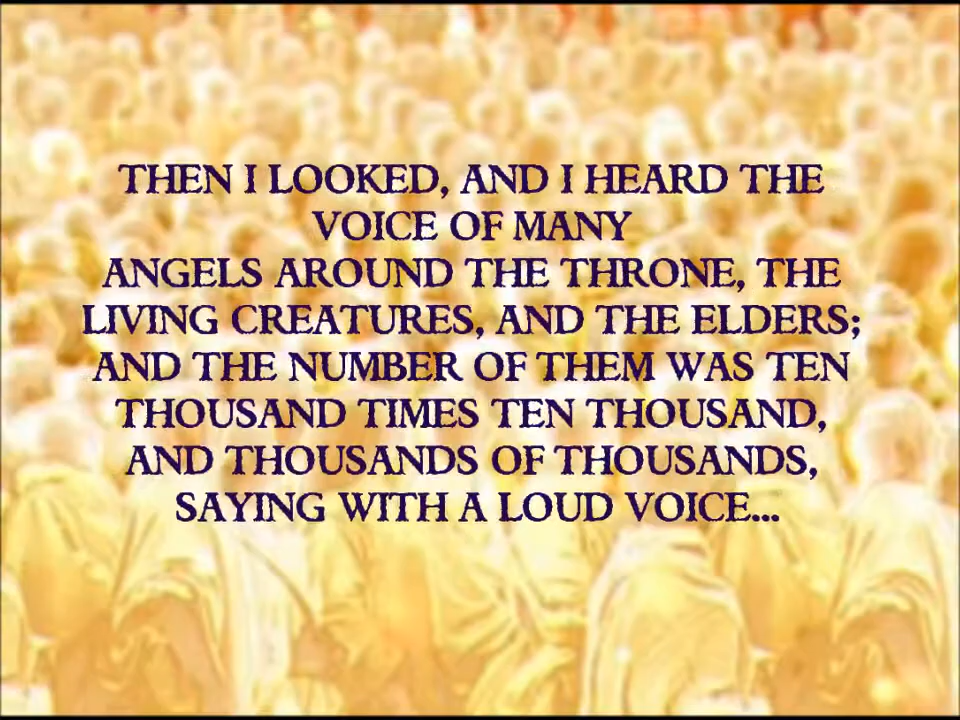 THEN I LOOKED, AND I HEARD THE
VOICE OF MANY
ANGELS AROUND THE THRONE, THE
LIVING CREATURES, AND THE ELDERS;
AND THE NUMBER OF THEM WAS TEN
THOUSAND TIMES TEN THOUSAND,
AND THOUSANDS OF THOUSANDS,
SAYING WITH A LOUD VOICE...